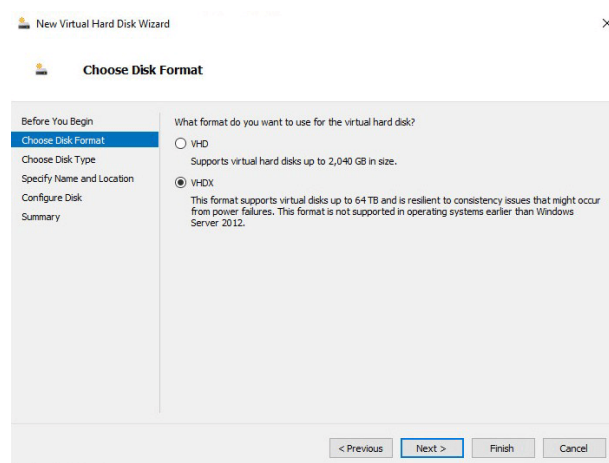 New Virtual Hard Disk Wizard
Choose Disk Format
Before You Begin
Choose Disk Format
Choose Disk Type
Specify Name and Location
Configure Disk
Summary
What format do you want to use for the virtual hard disk?
VHD
Supports virtual hard disks up to 2,040 GB in size.
VHDX
This format supports virtual disks up to 64 TB and is resilient to consistency issues that might occur
from power failures. This format is not supported in operating systems earlier than Windows
Server 2012.
< Previous
Next >
Finish
Cancel